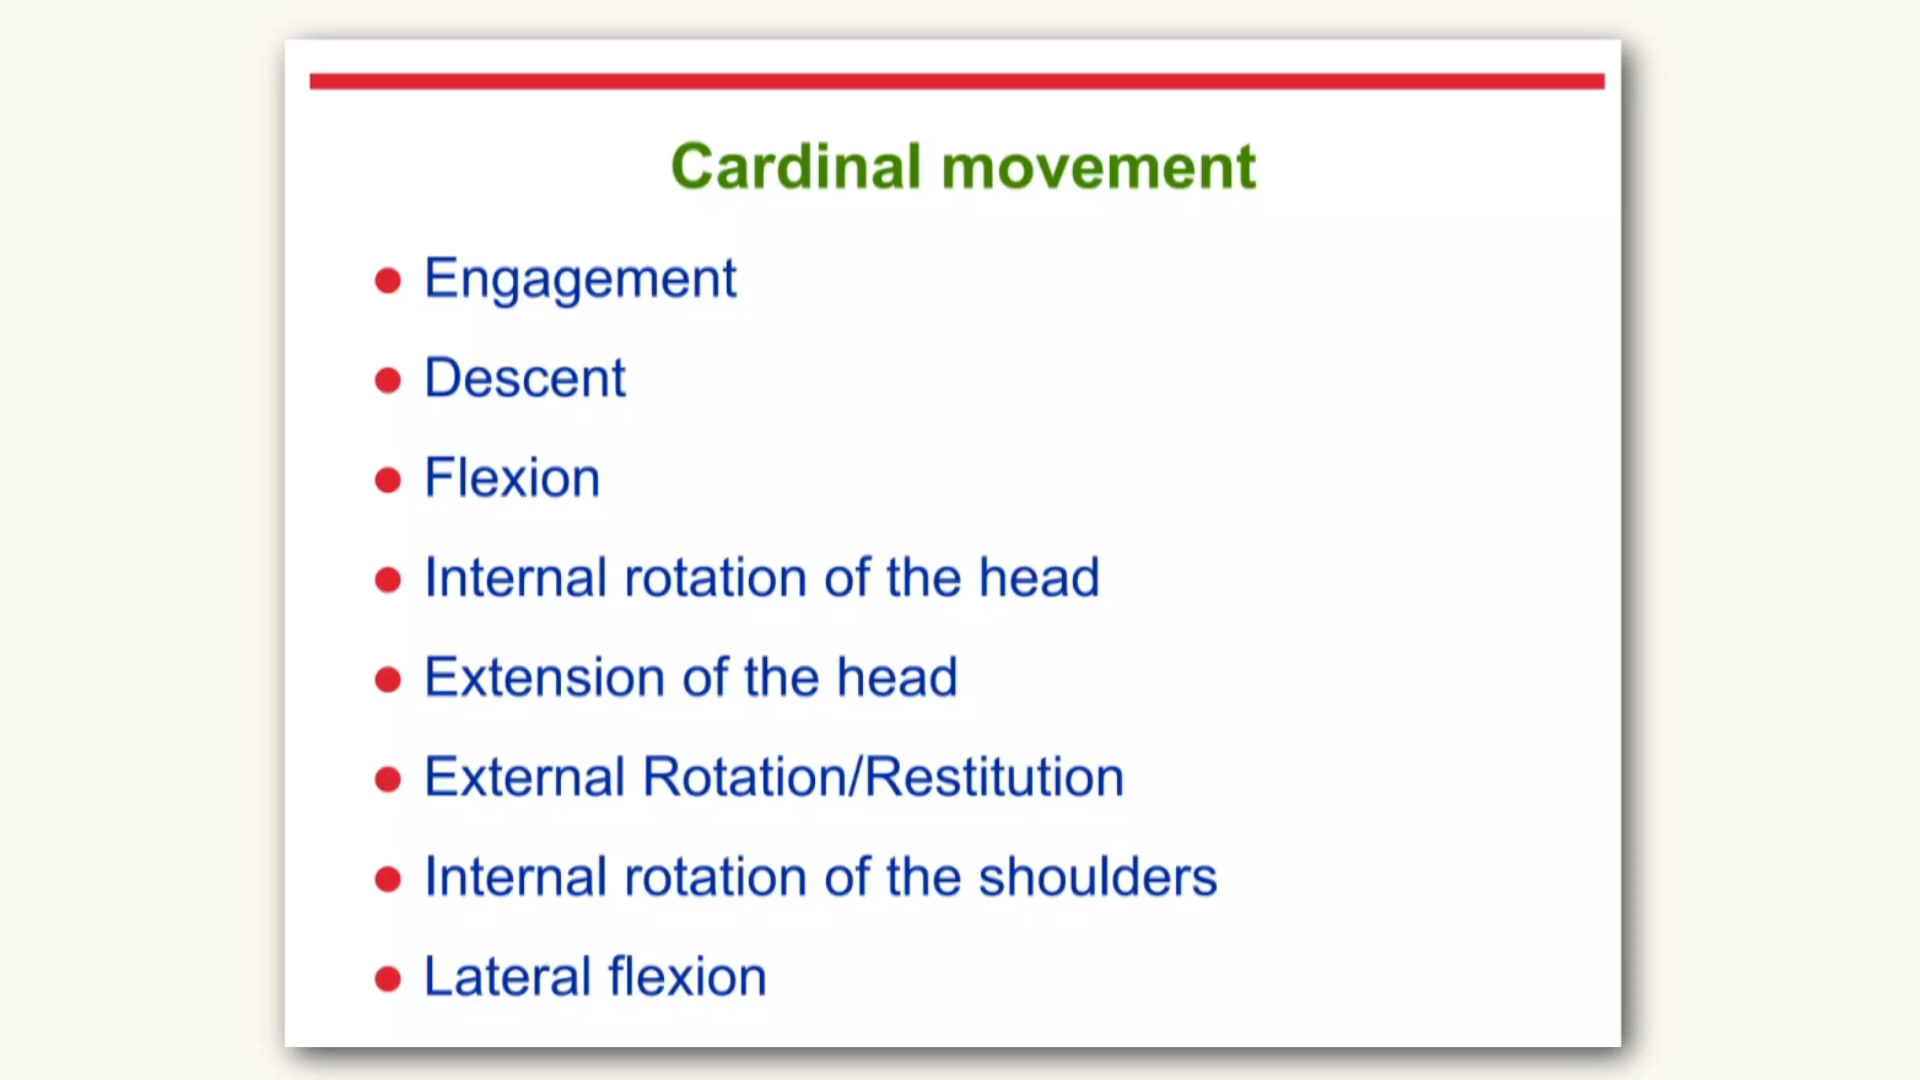 Cardinal movement
Engagement
Descent
Flexion
Internal rotation of the head
Extension of the head
External Rotation/Restitution
Internal rotation of the shoulders
Lateral flexion